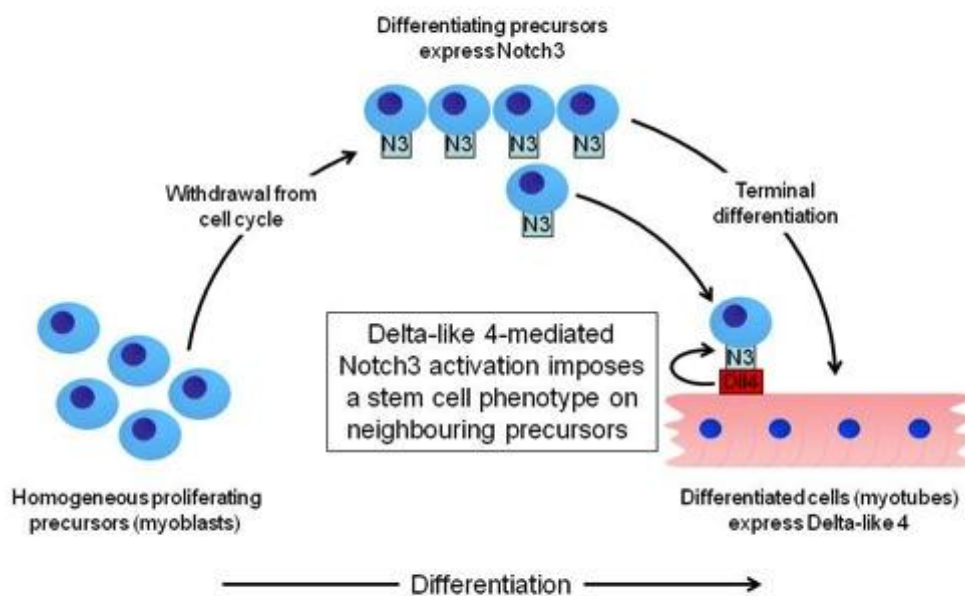 Differentiating precursors
express Notch3
N3 N3 N3 N3
N3
Withdrawal from
cell cycle
Terminal
differentiation
Delta-like 4-mediated
Notch3 activation imposes
a stem cell phenotype on
neighbouring precursors
N3
Dll4
Homogeneous proliferating
precursors (myoblasts)
Differentiated cells (myotubes)
express Delta-like 4
Differentiation